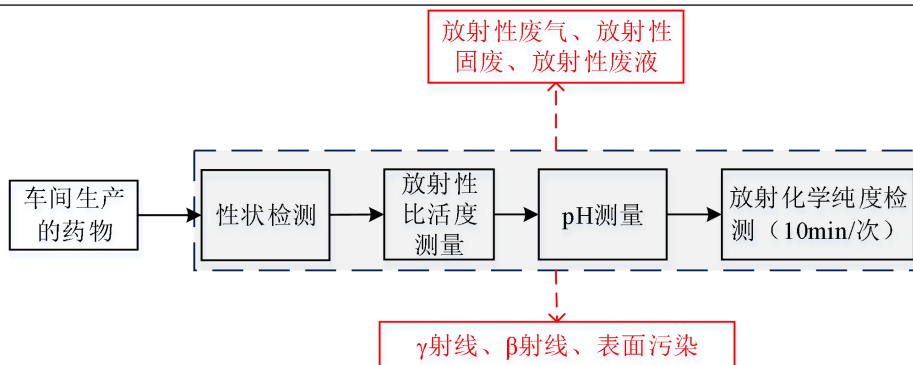 放射性废气、放射性
固废、放射性废液
车间生产
的药物
性状检测
放射性
比活度
测量
pH测量
放射化学纯度检
测（10min/次）
γ射线、β射线、表面污染